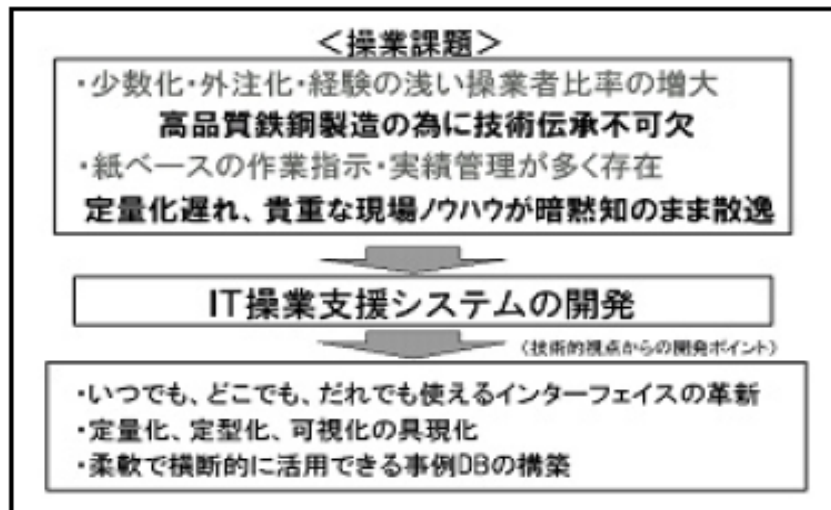 ＜操業課題＞
・少数化・外注化・経験の浅い操業者比率の増大
高品質鉄鋼製造の為に技術伝承不可欠
・紙ベースの作業指示・実績管理が多く存在
定量化遅れ、貴重な現場ノウハウが暗黙知のまま散逸
IT操業支援システムの開発
（技術的視点からの開発ポイント）
・いつでも、どこでも、だれでも使えるインターフェイスの革新
・定量化、定型化、可視化の具現化
・柔軟で横断的に活用できる事例DBの構築